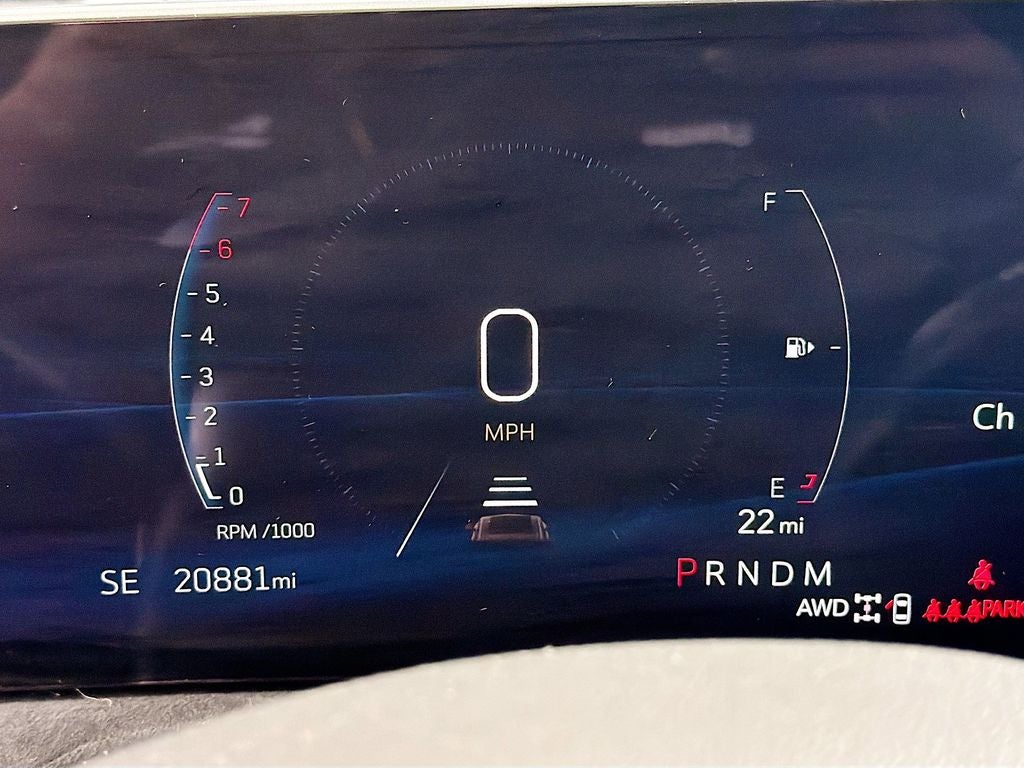 7
6
5
4
3
2
1
0
RPM /1000
SE 20881mi
0
MPH
F
E
22 mi
Ch
PRNDM
AWD
PARK